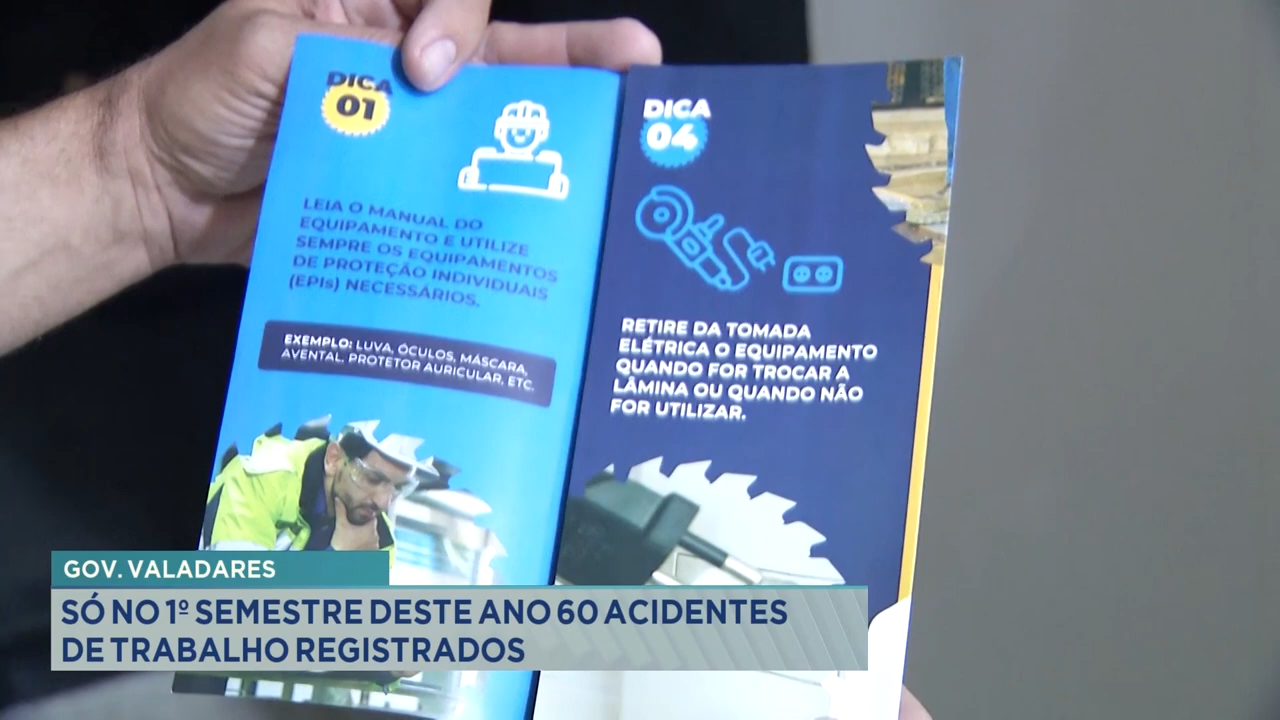 DICA
01
LEIA O MANUAL DO
EQUIPAMENTO E UTILIZE
SEMPRE OS EQUIPAMENTOS
DE PROTEÇÃO INDIVIDUAIS
(EPIs) NECESSÁRIOS.
EXEMPLO: LUVA, ÓCULOS, MÁSCARA,
AVENTAL, PROTETOR AURICULAR, ETC.
DICA
04
RETIRE DA TOMADA
ELÉTRICA O EQUIPAMENTO
QUANDO FOR TROCAR A
LÂMINA OU QUANDO NÃO
FOR UTILIZAR.
GOV. VALADARES
SÓ NO 1º SEMESTRE DESTE ANO 60 ACIDENTES
DE TRABALHO REGISTRADOS